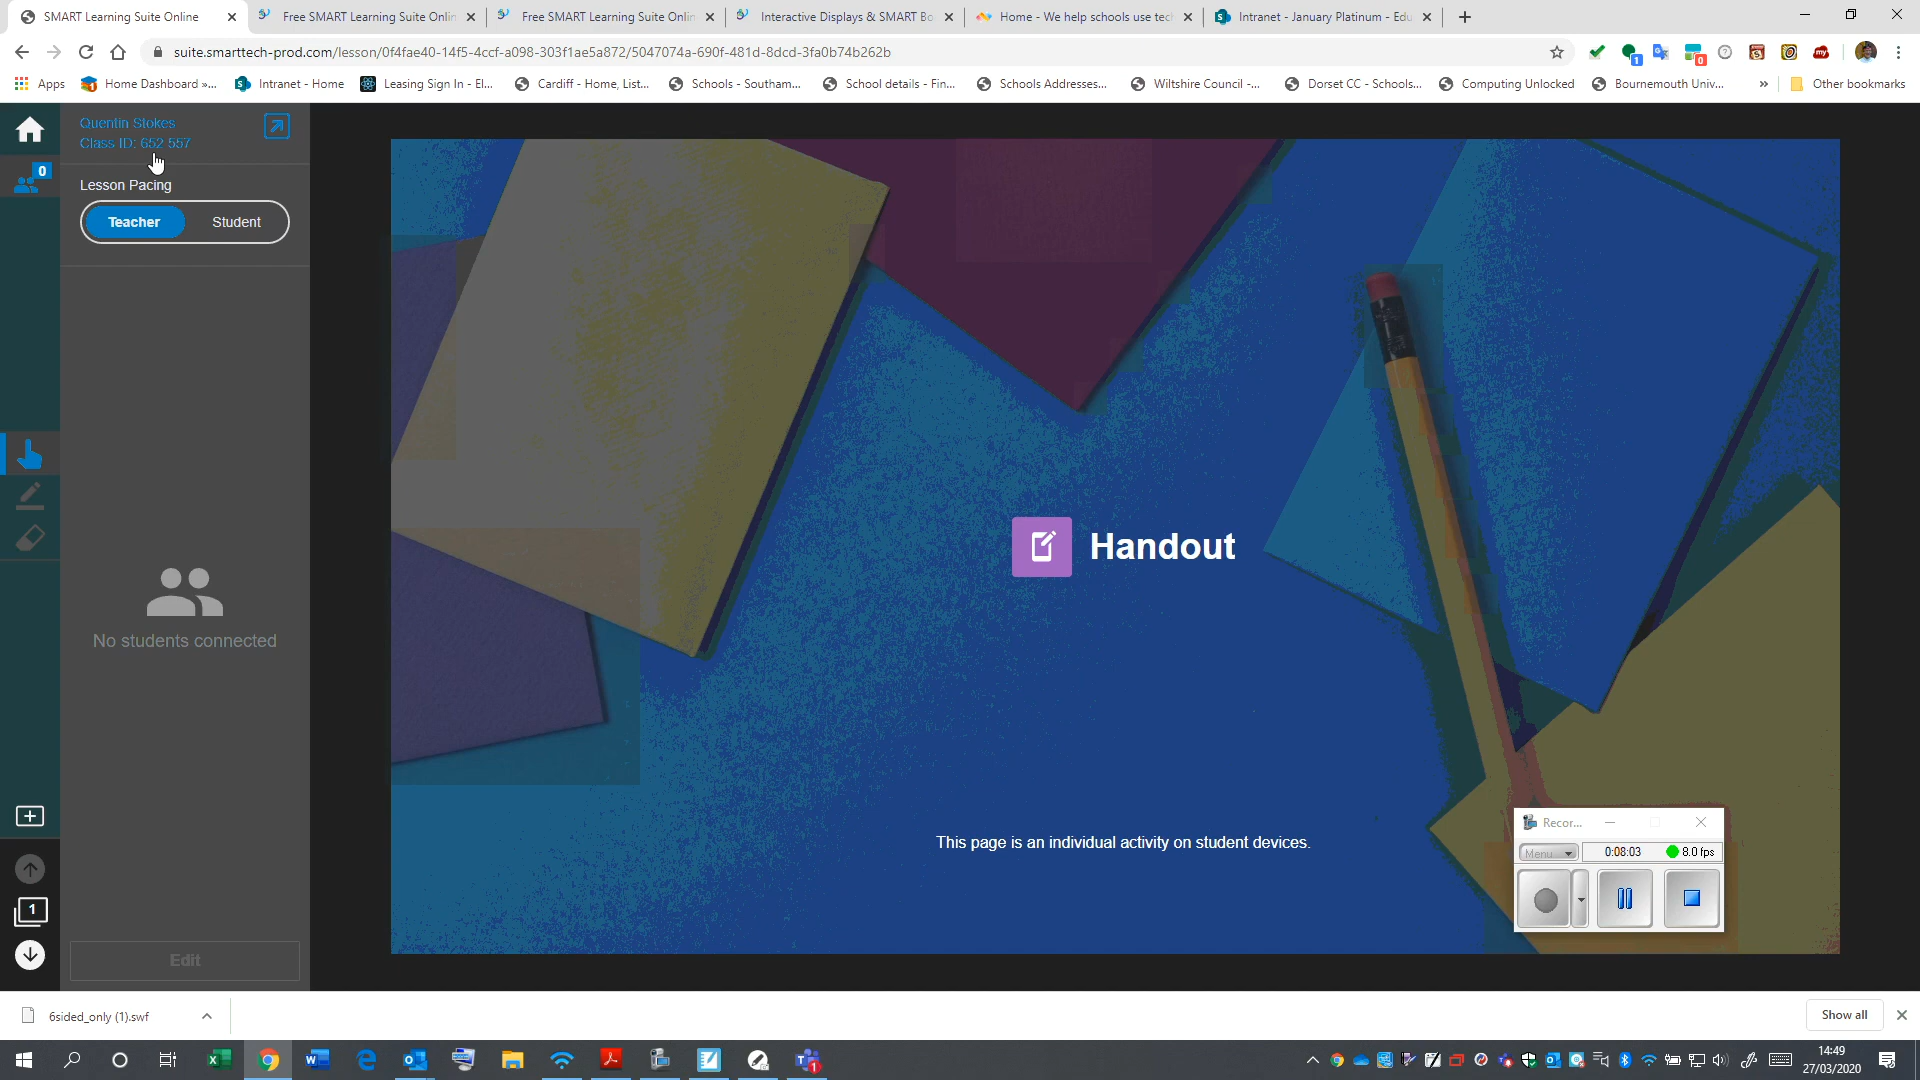 SMART Learning Suite Online
Free SMART Learning Suite Onlin
Free SMART Learning Suite Onlin
Interactive Displays & SMART Bo
Home - We help schools use tec
Intranet - January Platinum - Edu
suite.smarttech-prod.com/lesson/0f4fae40-14f5-4ccf-a098-303f1ae5a872/5047074a-690f-481d-8dcd-3fa0b74b262b
1
0
my
Apps
Home Dashboard »...
Intranet - Home
Leasing Sign In - El...
Cardiff - Home, List...
Schools - Southam...
School details - Fin...
Schools Addresses...
Wiltshire Council -...
Dorset CC - Schools...
Computing Unlocked
Bournemouth Univ...
»
Other bookmarks
Quentin Stokes
Class ID: 652 557
0
Lesson Pacing
Teacher
Student
No students connected
Handout
This page is an individual activity on student devices.
Recor...
Menu
0:08:03
8.0 fps
1
Edit
6sided_only (1).swf
Show all
14:49
27/03/2020